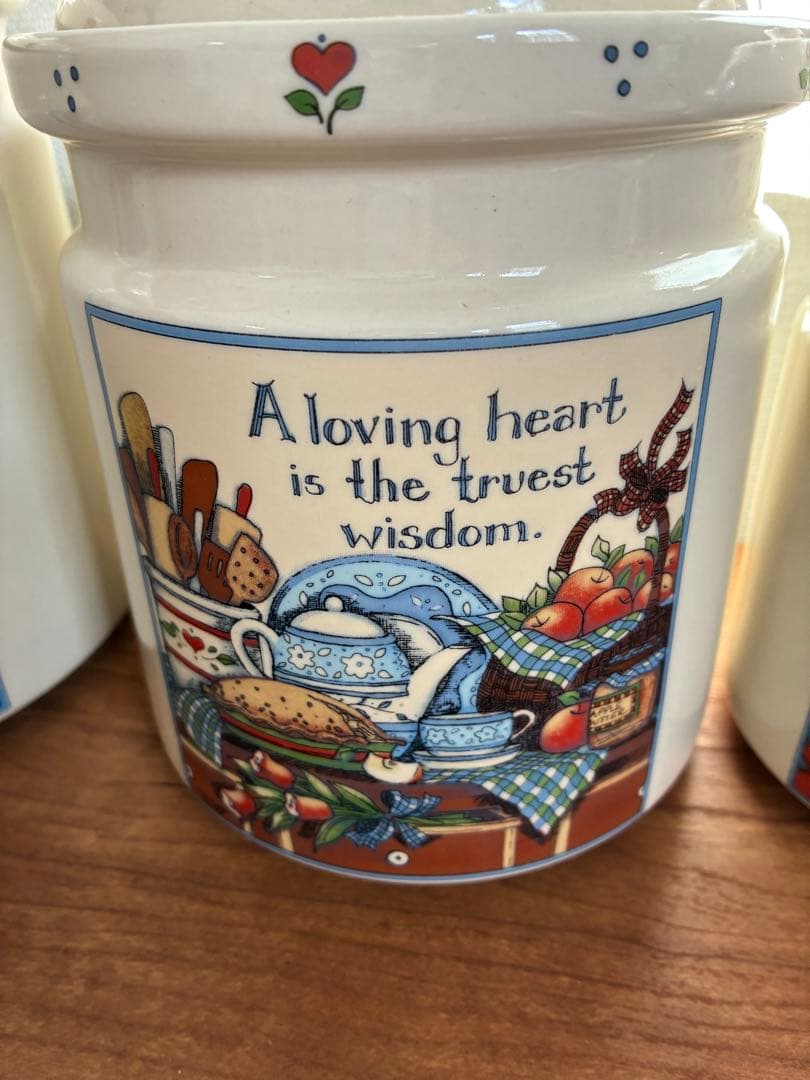 A loving heart
is the truest
wisdom.